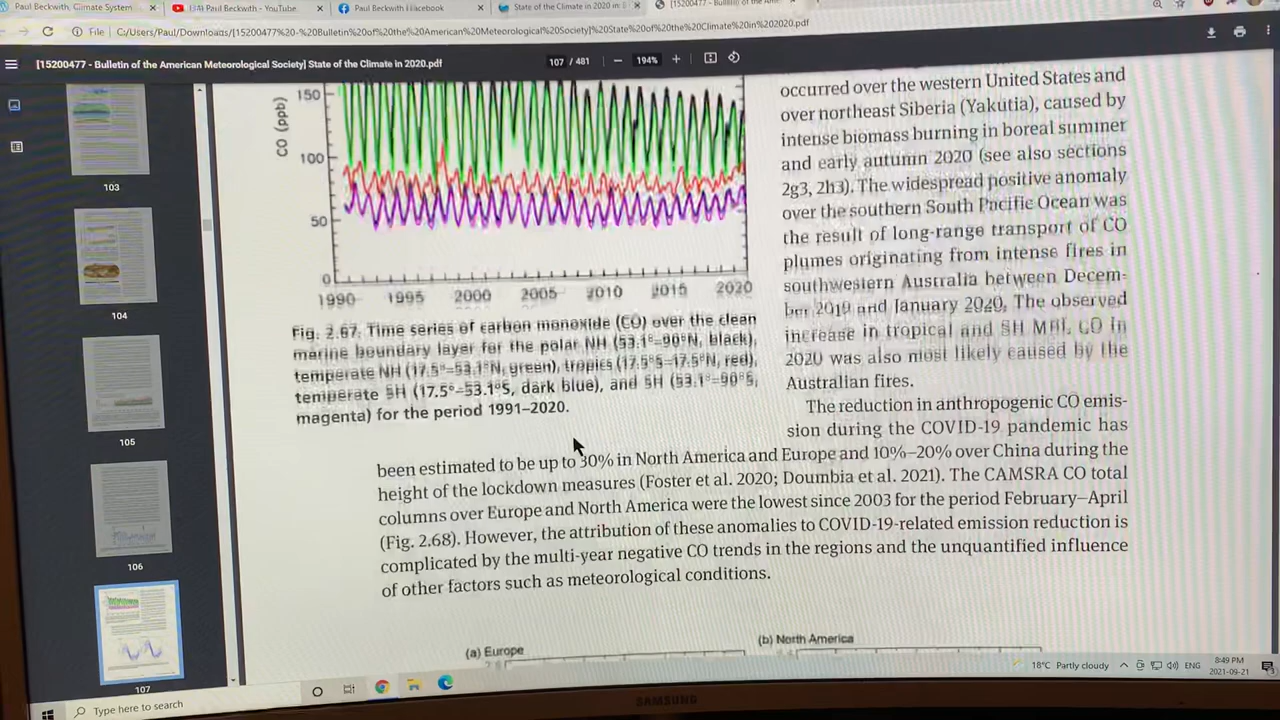 Paul Beckwith, Climate System
Paul Beckwith - YouTube
Paul Beckwith | Facebook
State of the Climate in 2020 in
File
C:/Users/Paul/Downloads/[15200477%20-%20Bulletin%20of%20the%20American%20Meteorological%20Society]%20State%20of%20the%20Climate%20in%202020.pdf
[15200477 - Bulletin of the American Meteorological Society] State of the Climate in 2020.pdf
107 / 481
194%
103
104
105
106
107
CO (ppb)
150
100
50
0
1990 1995 2000 2005 2010 2015 2020
Fig. 2.67. Time series of carbon monoxide (CO) over the clean
marine boundary layer for the polar NH (53.1°–90°N, black),
temperate NH (17.5°–53.1°N, green), tropics (17.5°S–17.5°N, red),
temperate SH (17.5°–53.1°S, dark blue), and SH (53.1°–90°S,
magenta) for the period 1991–2020.
occurred over the western United States and
over northeast Siberia (Yakutia), caused by
intense biomass burning in boreal summer
and early autumn 2020 (see also sections
2g3, 2h3). The widespread positive anomaly
over the southern South Pacific Ocean was
the result of long-range transport of CO
plumes originating from intense fires in
southwestern Australia between Decem-
ber 2019 and January 2020. The observed
increase in tropical and SH MBL CO in
2020 was also most likely caused by the
Australian fires.
The reduction in anthropogenic CO emis-
sion during the COVID-19 pandemic has
been estimated to be up to 30% in North America and Europe and 10%–20% over China during the
height of the lockdown measures (Foster et al. 2020; Doumbia et al. 2021). The CAMSRA CO total
columns over Europe and North America were the lowest since 2003 for the period February–April
(Fig. 2.68). However, the attribution of these anomalies to COVID-19-related emission reduction is
complicated by the multi-year negative CO trends in the regions and the unquantified influence
of other factors such as meteorological conditions.
(a) Europe
(b) North America
Type here to search
18°C Partly cloudy
ENG
8:49 PM
2021-09-21
SAMSUNG